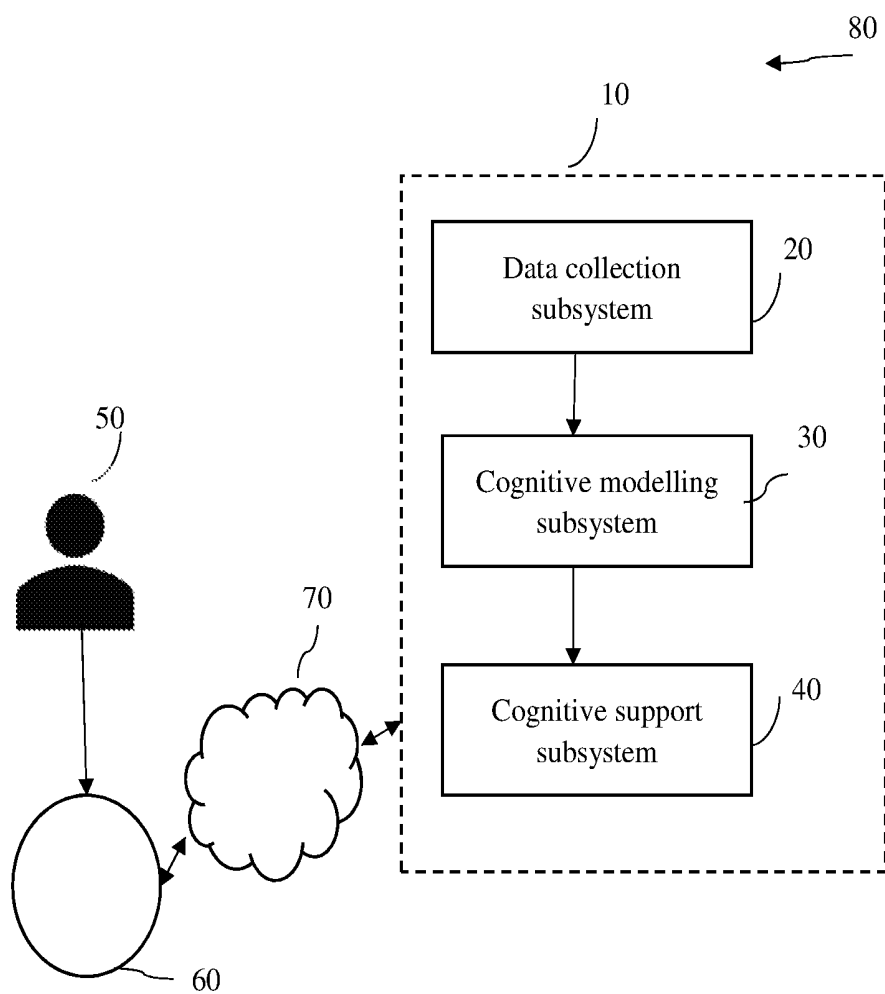 80
10
Data collection
subsystem
20
50
30
Cognitive modelling
subsystem
70
Cognitive support
subsystem
40
60